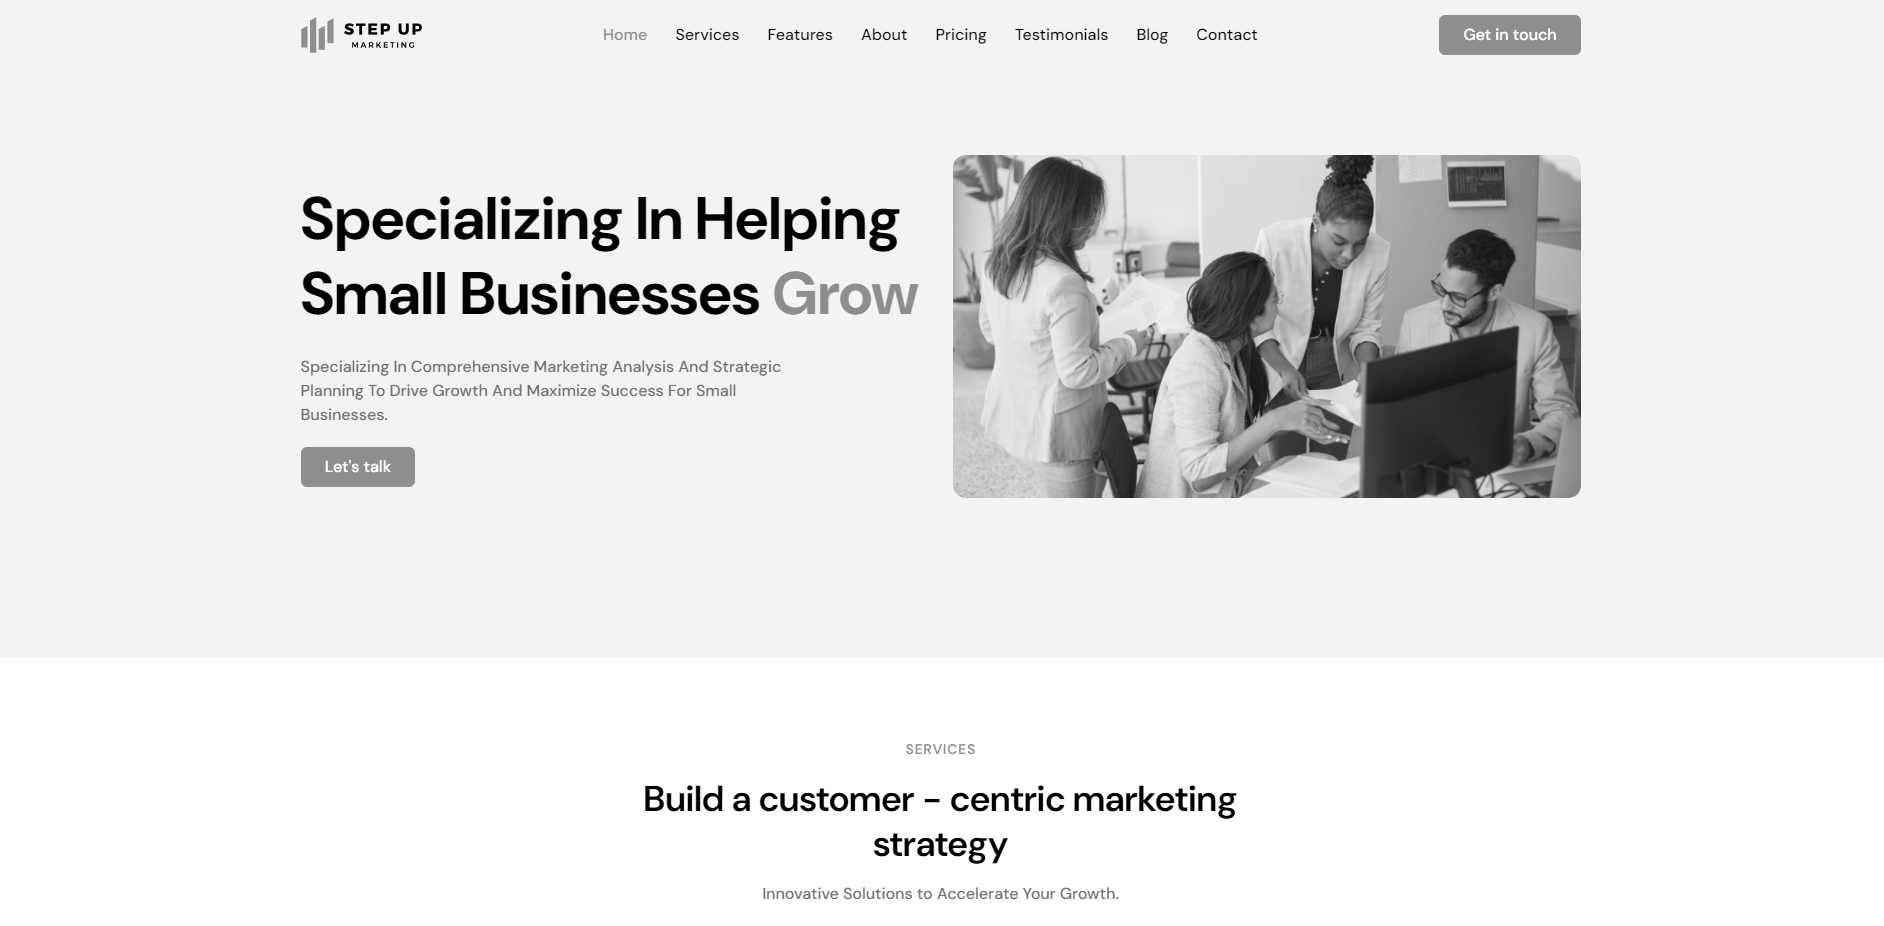 STEP UP
MARKETING
Home Services Features About Pricing Testimonials Blog Contact
Get in touch
Specializing In Helping
Small Businesses Grow
Specializing In Comprehensive Marketing Analysis And Strategic
Planning To Drive Growth And Maximize Success For Small
Businesses.
Let's talk
SERVICES
Build a customer - centric marketing
strategy
Innovative Solutions to Accelerate Your Growth.